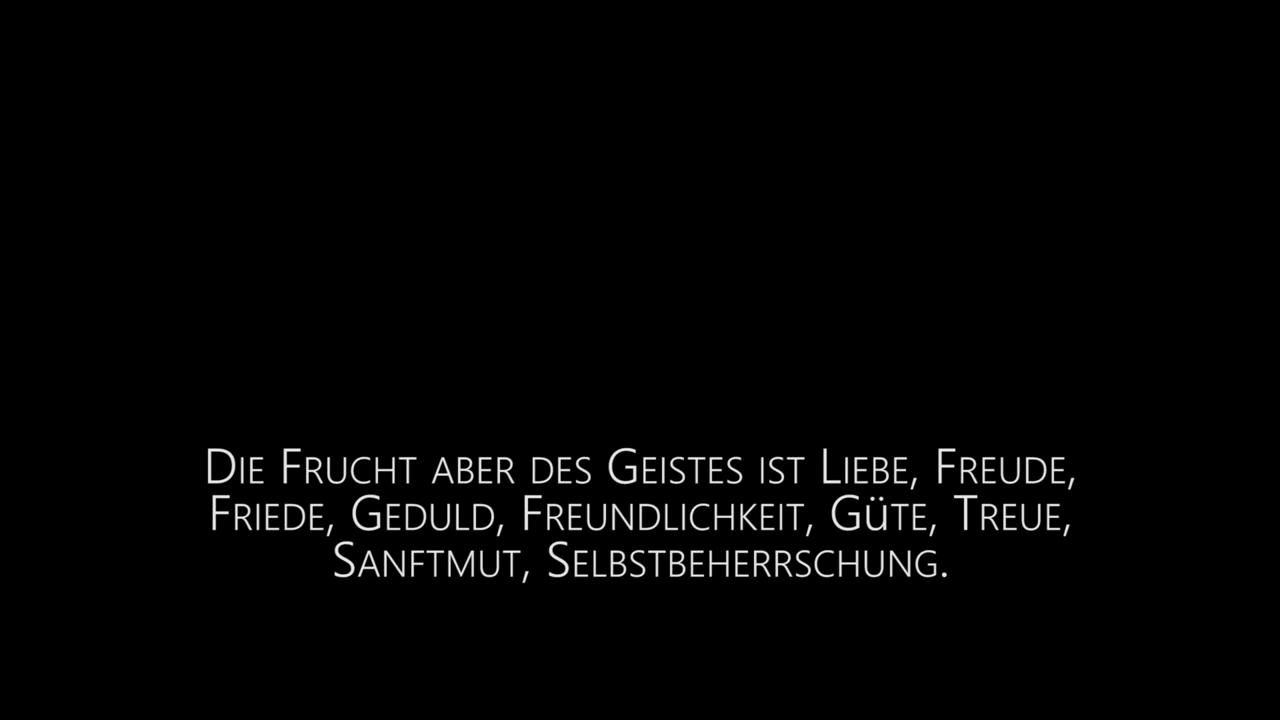 Die Frucht aber des Geistes ist Liebe, Freude,
Friede, Geduld, Freundlichkeit, Güte, Treue,
Sanftmut, Selbstbeherrschung.